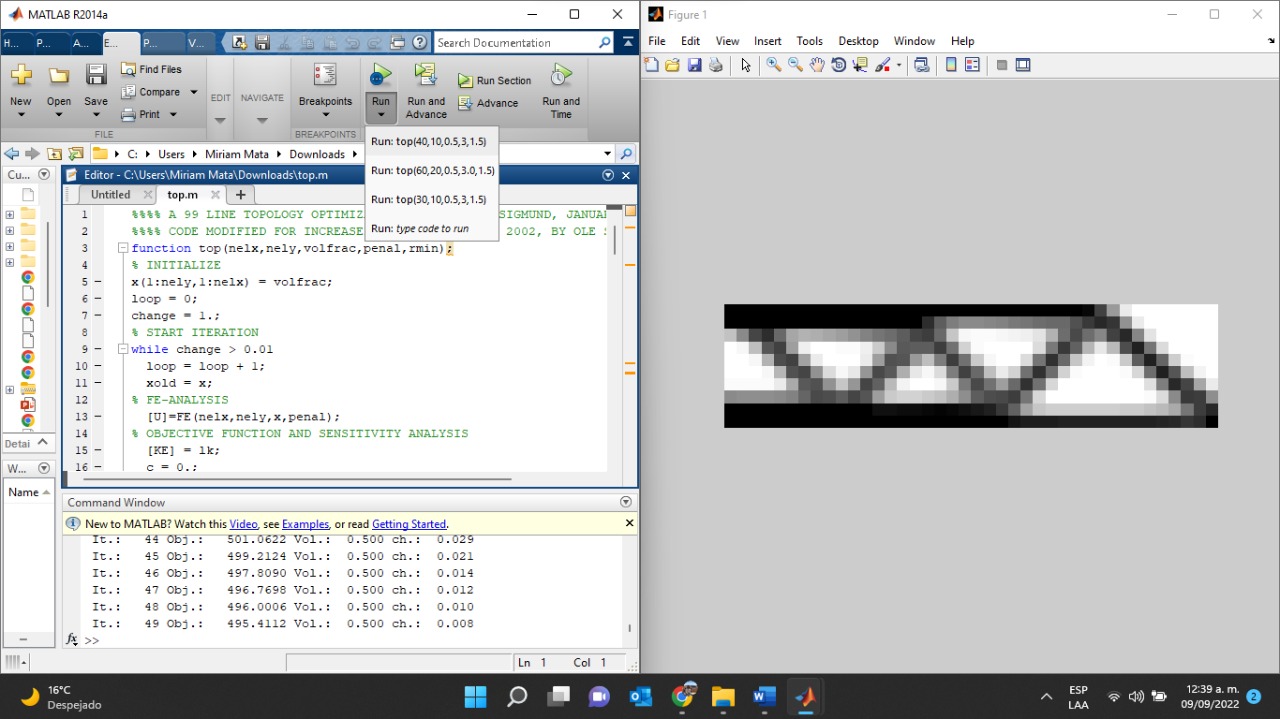 MATLAB R2014a
H... P... A... E... P... V...
Search Documentation
New
Open
Save
Find Files
Compare
Print
FILE
EDIT
NAVIGATE
Breakpoints
BREAKPOINTS
Run
Run and
Advance
Run Section
Advance
Run and
Time
C: Users Miriam Mata Downloads
Run: top(40,10,0.5,3,1.5)
Run: top(60,20,0.5,3.0,1.5)
Run: top(30,10,0.5,3,1.5)
Run: type code to run
Cu...
Editor - C:\Users\Miriam Mata\Downloads\top.m
Untitled
top.m
1 %%%% A 99 LINE TOPOLOGY OPTIMIZ SIGMUND, JANUA
2 %%%% CODE MODIFIED FOR INCREASE 2002, BY OLE S
3 function top(nelx,nely,volfrac,penal,rmin);
4 % INITIALIZE
5 x(1:nely,1:nelx) = volfrac;
6 loop = 0;
7 change = 1.;
8 % START ITERATION
9 while change > 0.01
10 loop = loop + 1;
11 xold = x;
12 % FE-ANALYSIS
13 [U]=FE(nelx,nely,x,penal);
14 % OBJECTIVE FUNCTION AND SENSITIVITY ANALYSIS
15 [KE] = lk;
16 c = 0.;
Detai
W...
Name
Command Window
New to MATLAB? Watch this Video, see Examples, or read Getting Started.
It.: 44 Obj.: 501.0622 Vol.: 0.500 ch.: 0.029
It.: 45 Obj.: 499.2124 Vol.: 0.500 ch.: 0.021
It.: 46 Obj.: 497.8090 Vol.: 0.500 ch.: 0.014
It.: 47 Obj.: 496.7698 Vol.: 0.500 ch.: 0.012
It.: 48 Obj.: 496.0006 Vol.: 0.500 ch.: 0.010
It.: 49 Obj.: 495.4112 Vol.: 0.500 ch.: 0.008
fx >>
Ln 1 Col 1
Figure 1
File Edit View Insert Tools Desktop Window Help
16°C
Despejado
ESP
LAA
12:39 a. m.
09/09/2022
2